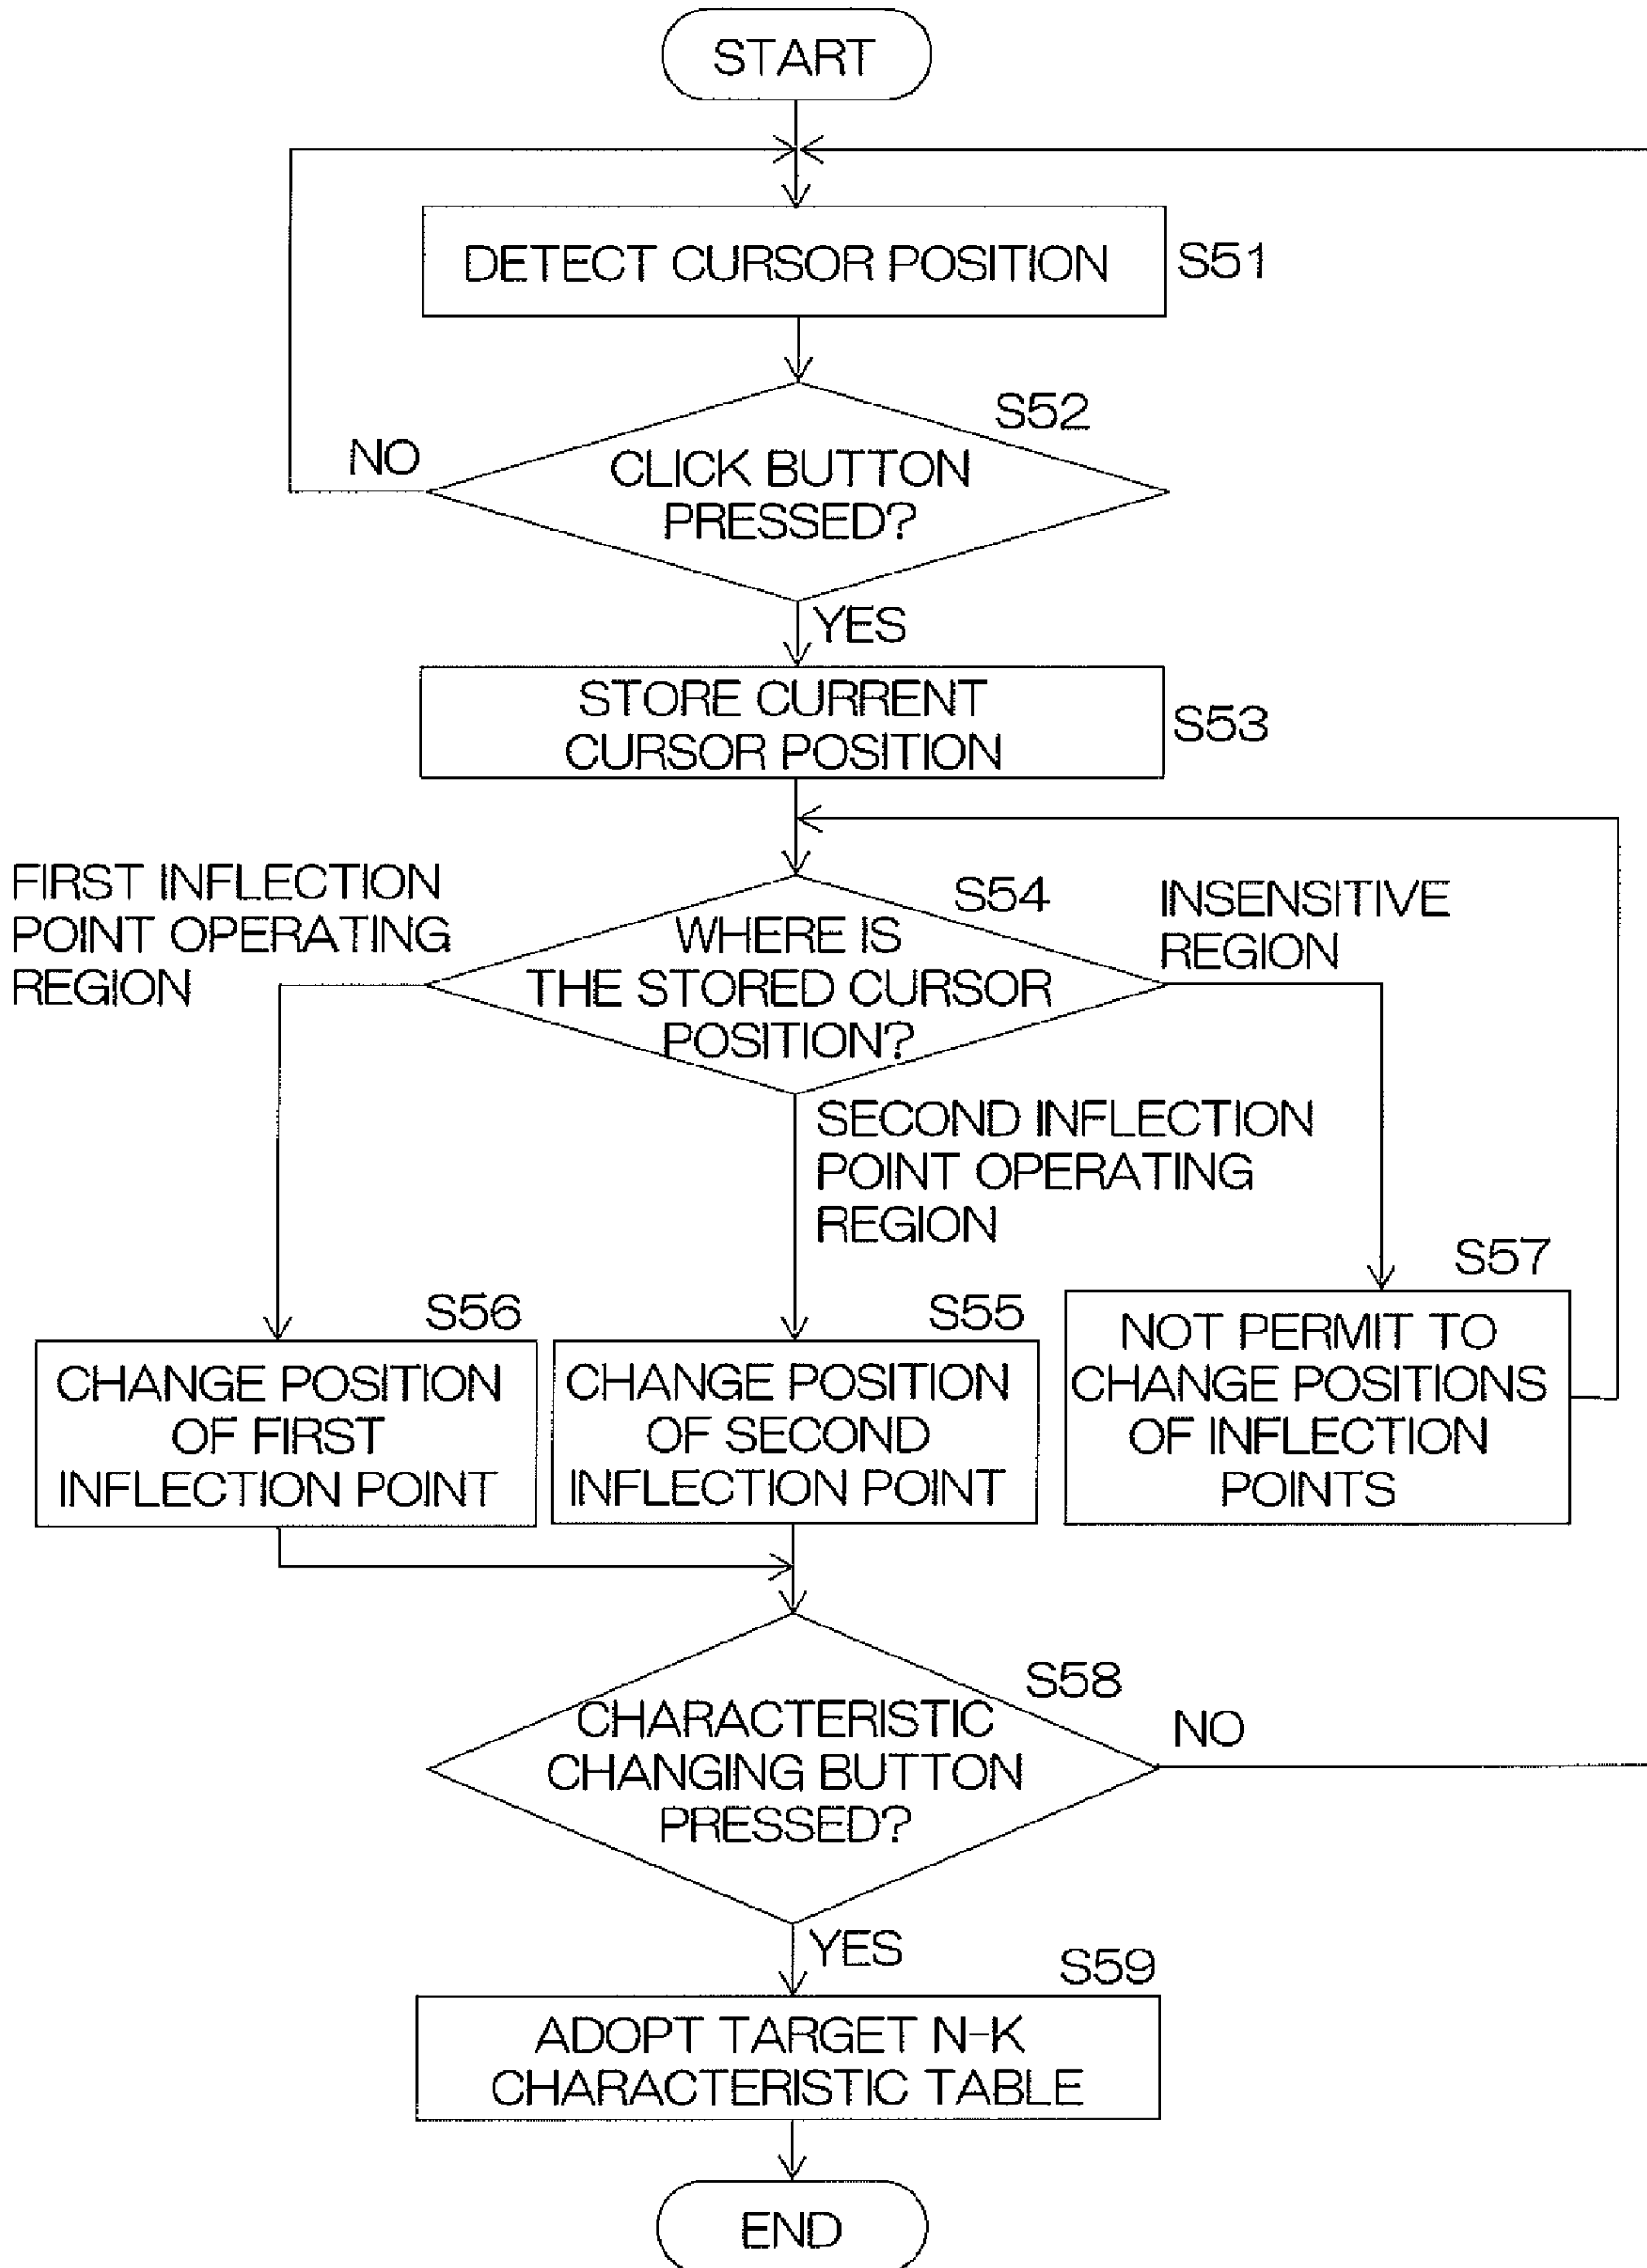 START
DETECT CURSOR POSITION
S51
S52
NO
CLICK BUTTON
PRESSED?
YES
STORE CURRENT
CURSOR POSITION
S53
FIRST INFLECTION
POINT OPERATING
REGION
S54
INSENSITIVE
REGION
WHERE IS
THE STORED CURSOR
POSITION?
SECOND INFLECTION
POINT OPERATING
REGION
S56
CHANGE POSITION
OF FIRST
INFLECTION POINT
S55
CHANGE POSITION
OF SECOND
INFLECTION POINT
S57
NOT PERMIT TO
CHANGE POSITIONS
OF INFLECTION
POINTS
S58
CHARACTERISTIC
CHANGING BUTTON
PRESSED?
NO
YES
S59
ADOPT TARGET N-K
CHARACTERISTIC TABLE
END